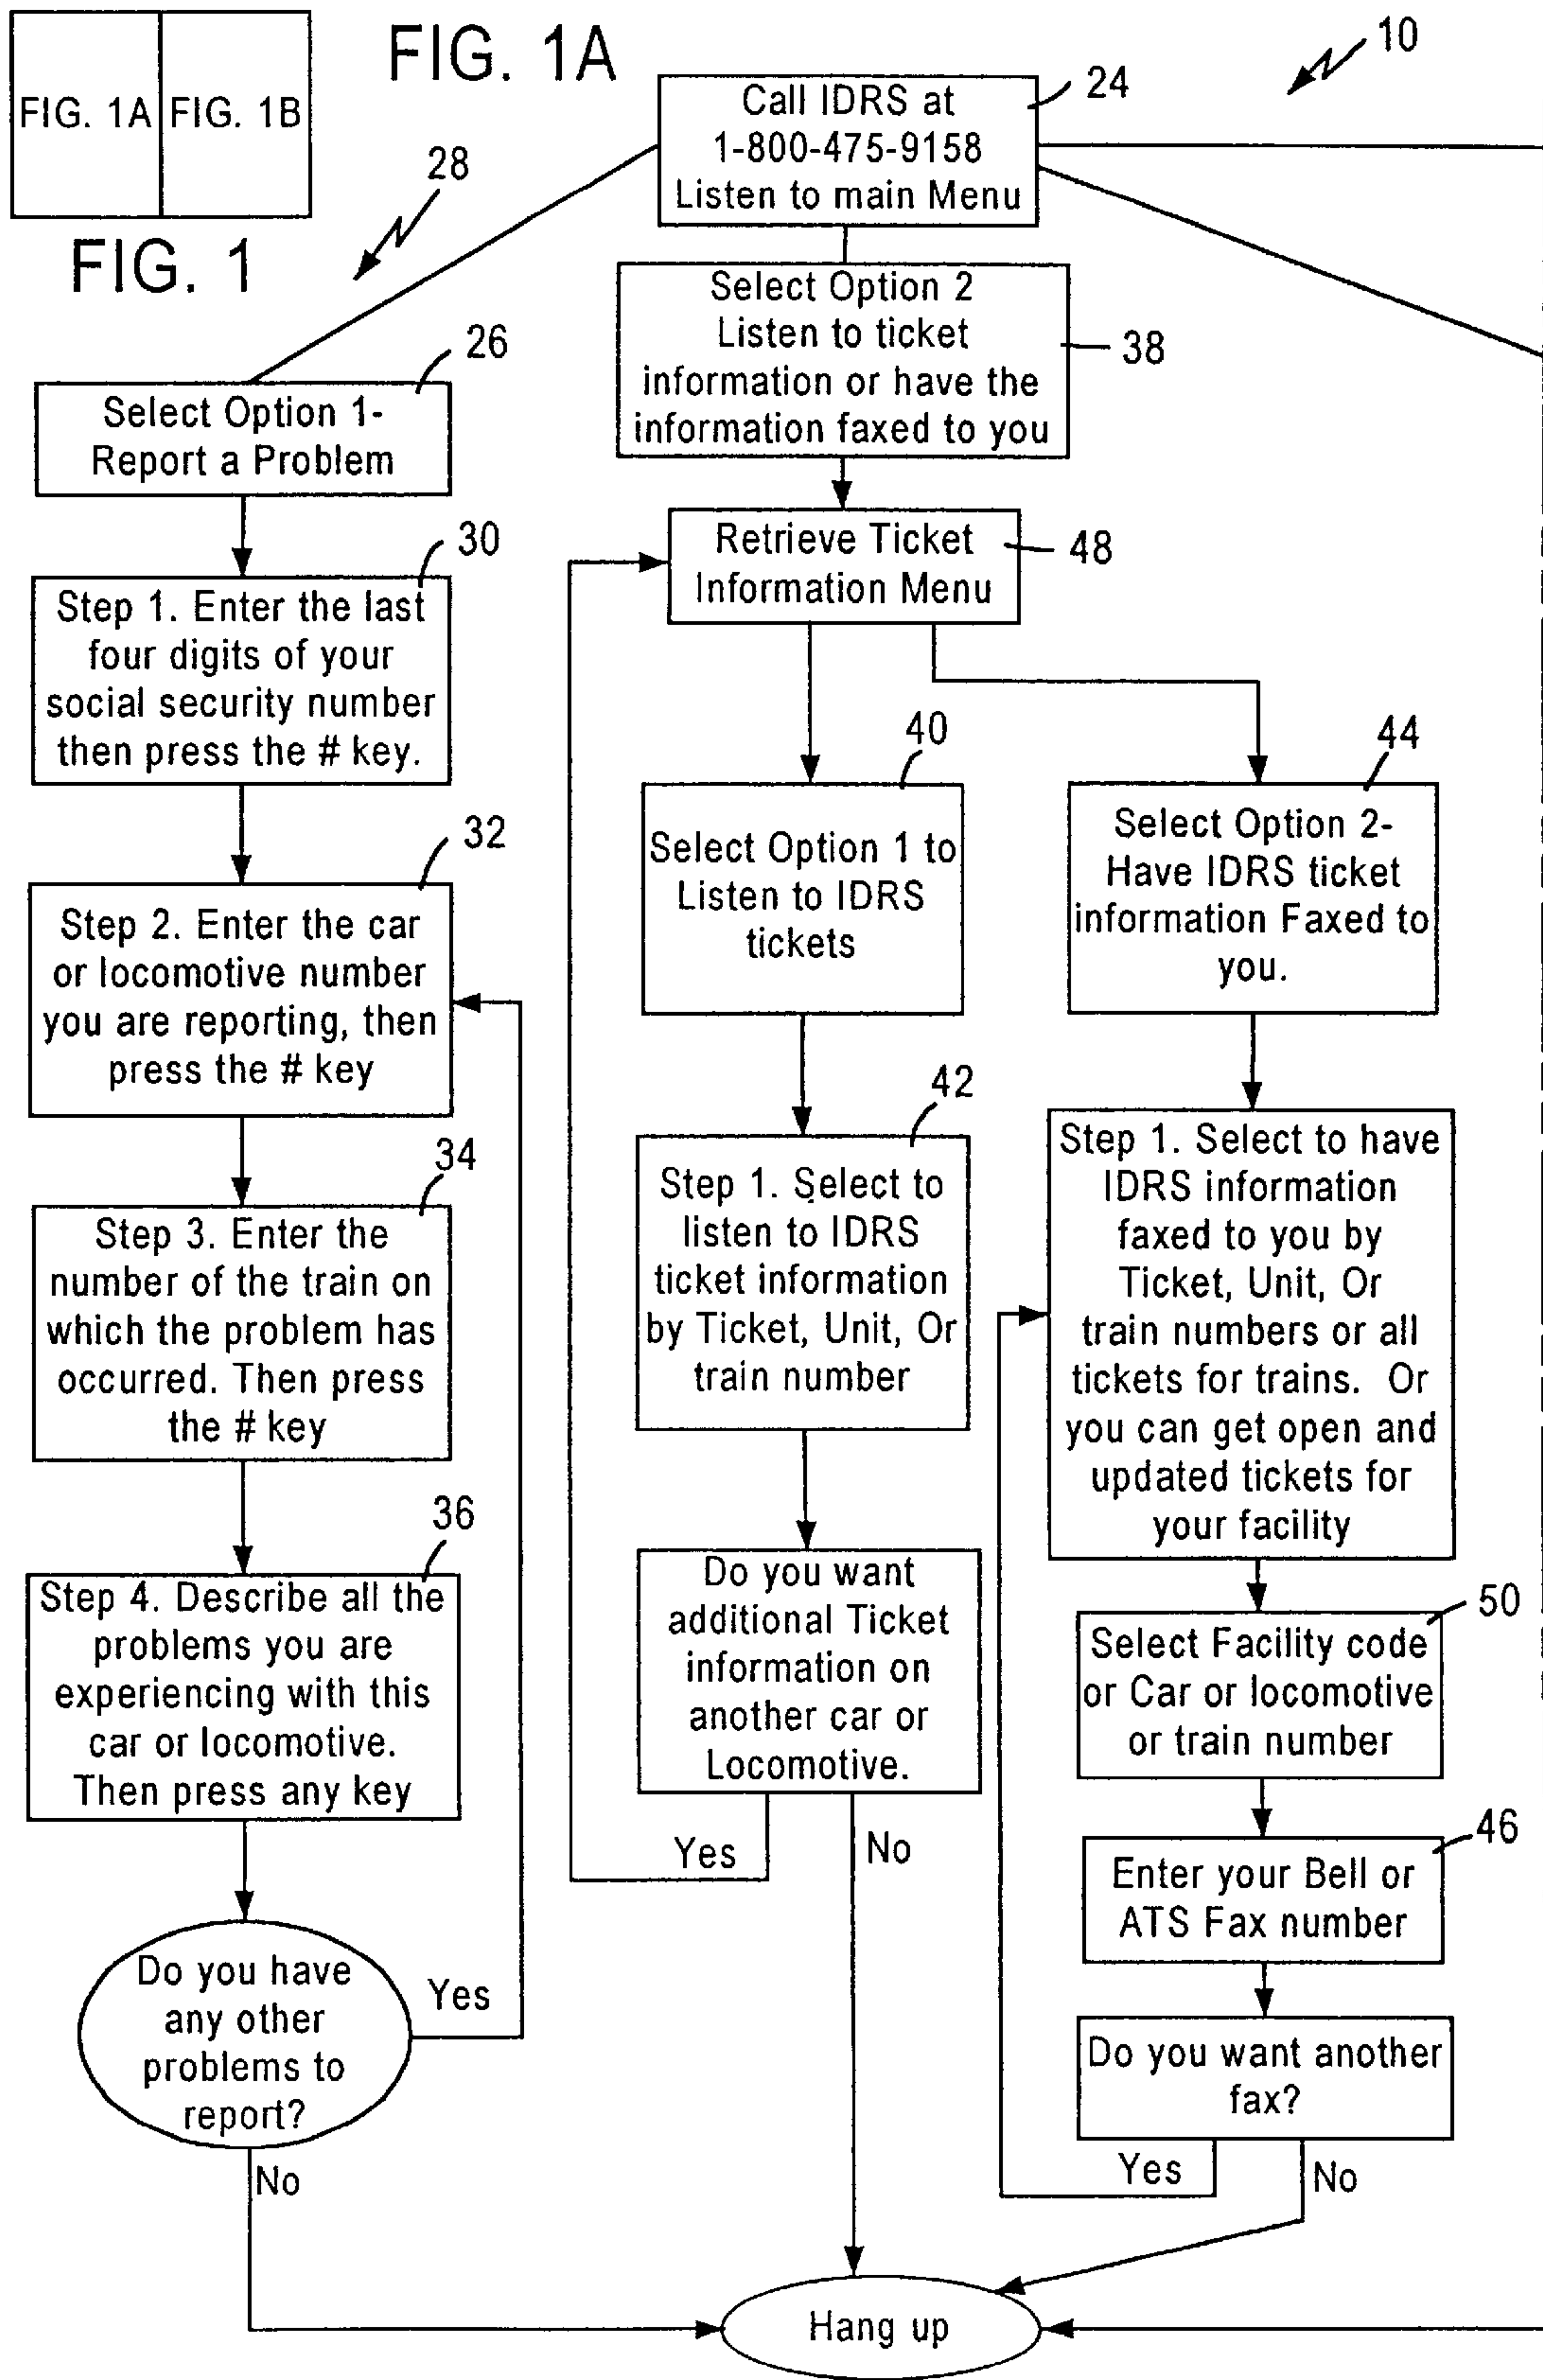 FIG. 1A
FIG. 1B
FIG. 1
FIG. 1A
10
24
Call IDRS at
1-800-475-9158
Listen to main Menu
28
26
Select Option 1-
Report a Problem
30
Step 1. Enter the last
four digits of your
social security number
then press the # key.
32
Step 2. Enter the car
or locomotive number
you are reporting, then
press the # key
34
Step 3. Enter the
number of the train on
which the problem has
occurred. Then press
the # key
36
Step 4. Describe all the
problems you are
experiencing with this
car or locomotive.
Then press any key
Do you have
any other
problems to
report?
Yes
No
38
Select Option 2
Listen to ticket
information or have the
information faxed to you
48
Retrieve Ticket
Information Menu
40
Select Option 1 to
Listen to IDRS
tickets
42
Step 1. Select to
listen to IDRS
ticket information
by Ticket, Unit, Or
train number
Do you want
additional Ticket
information on
another car or
Locomotive.
Yes
No
44
Select Option 2-
Have IDRS ticket
information Faxed to
you.
Step 1. Select to have
IDRS information
faxed to you by
Ticket, Unit, Or
train numbers or all
tickets for trains. Or
you can get open and
updated tickets for
your facility
50
Select Facility code
or Car or locomotive
or train number
46
Enter your Bell or
ATS Fax number
Do you want another
fax?
Yes
No
Hang up